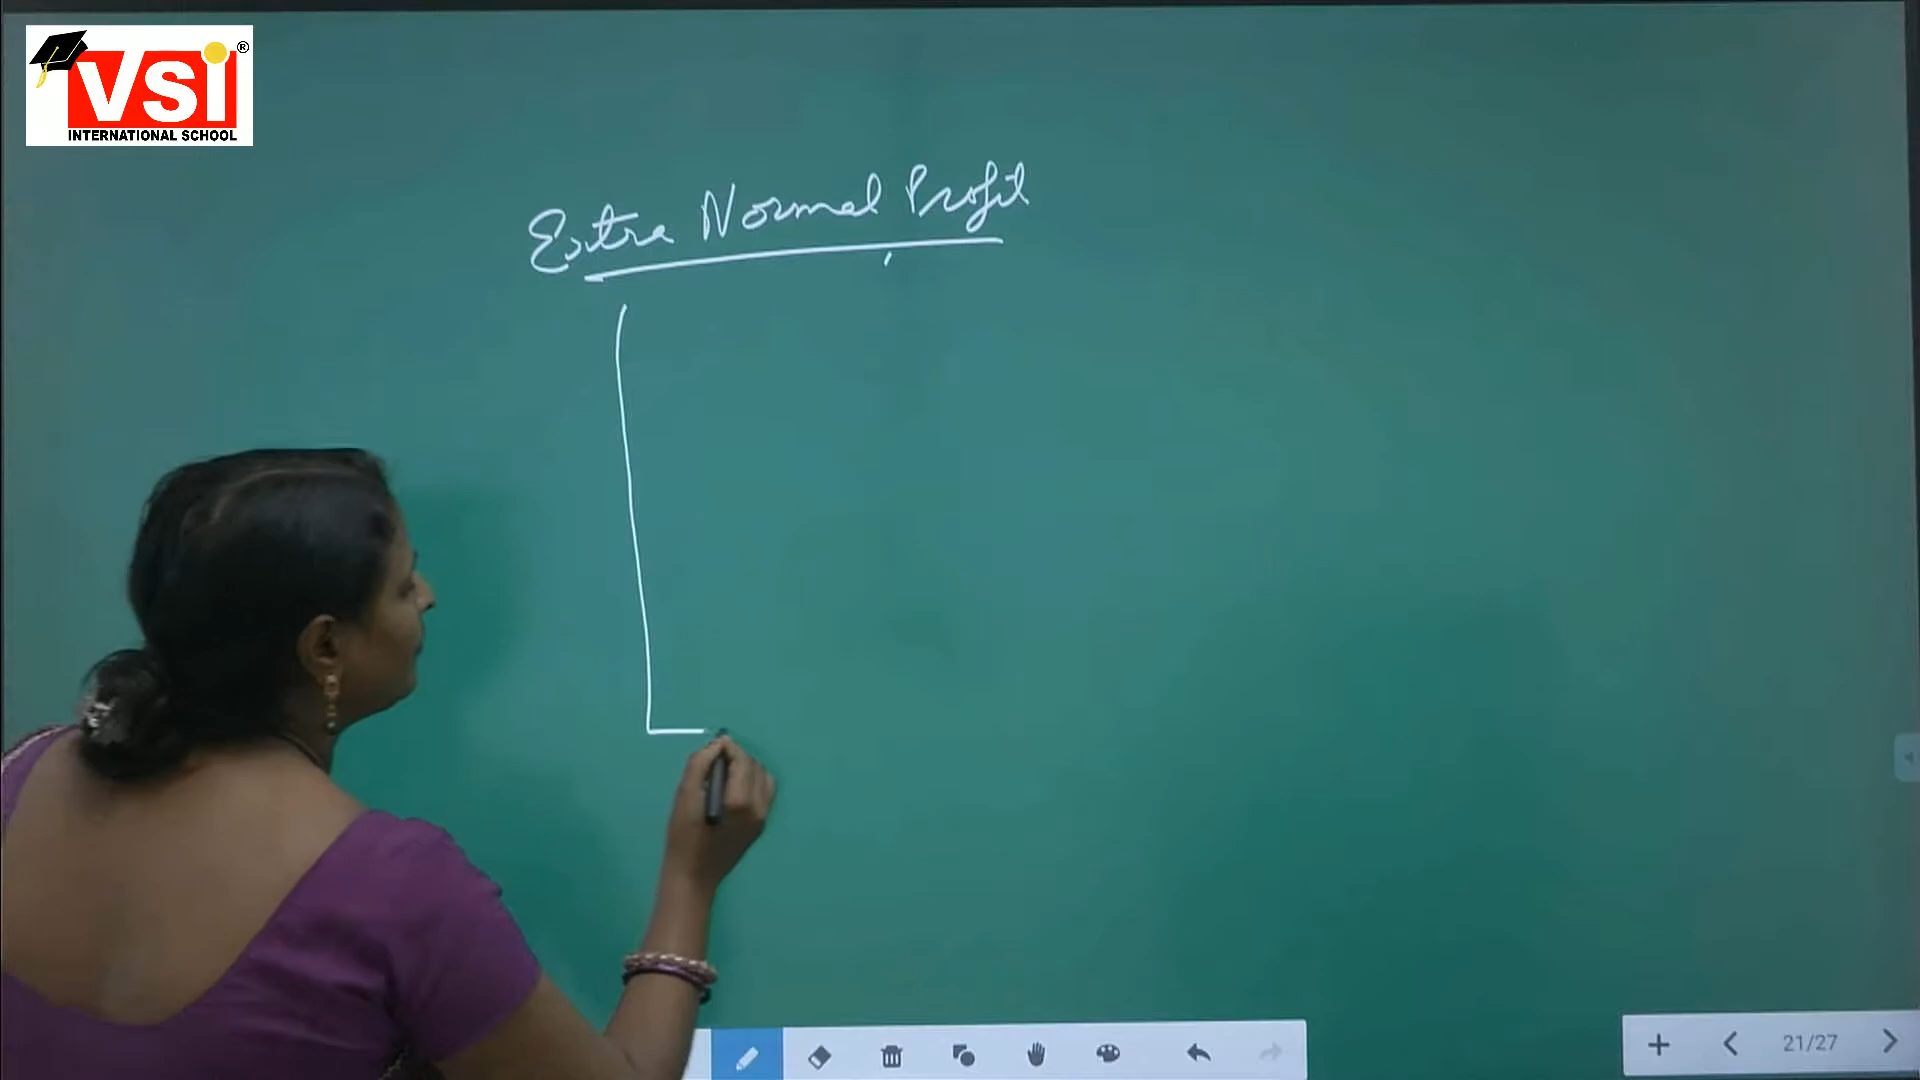 VSI
INTERNATIONAL SCHOOL
®
Extra Normal Profit
21/27